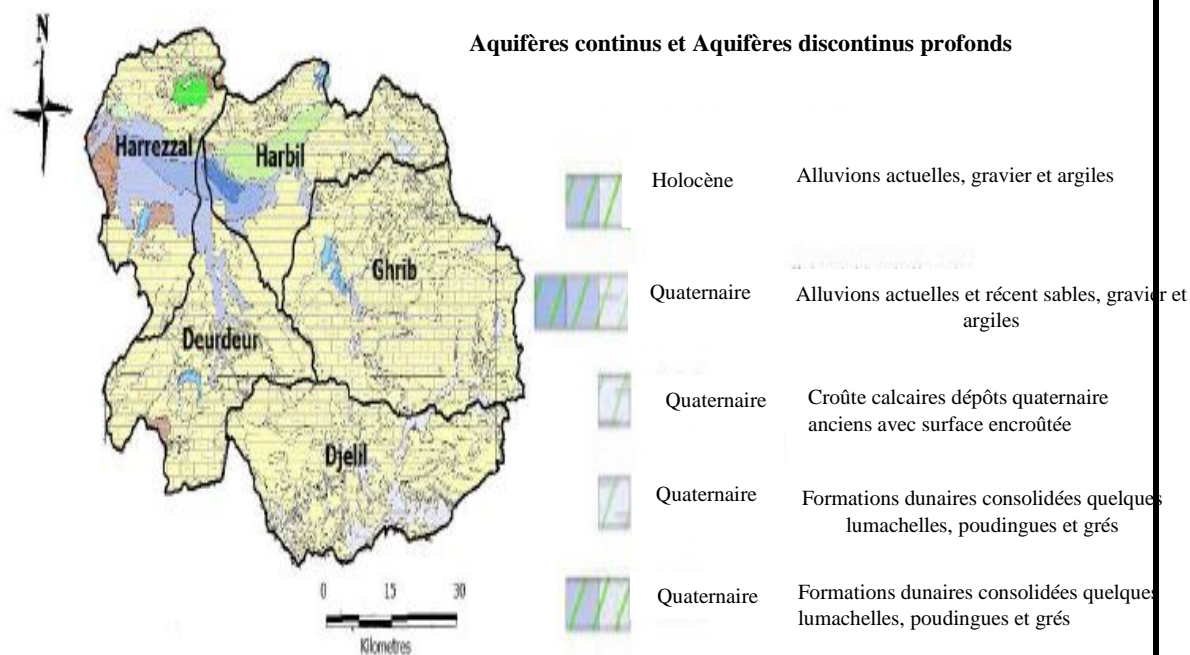 N
Aquifères continus et Aquifères discontinus profonds
Harrezzal
Harbil
Ghrib
Deurdeur
Djelil
Holocène
Alluvions actuelles, gravier et argiles
Quaternaire
Alluvions actuelles et récent sables, gravier et
argiles
Quaternaire
Croûte calcaires dépôts quaternaire
anciens avec surface encroûtée
Quaternaire
Formations dunaires consolidées quelques
lumachelles, poudingues et grés
Quaternaire
Formations dunaires consolidées quelques
lumachelles, poudingues et grés
0 15 30
Kilometres